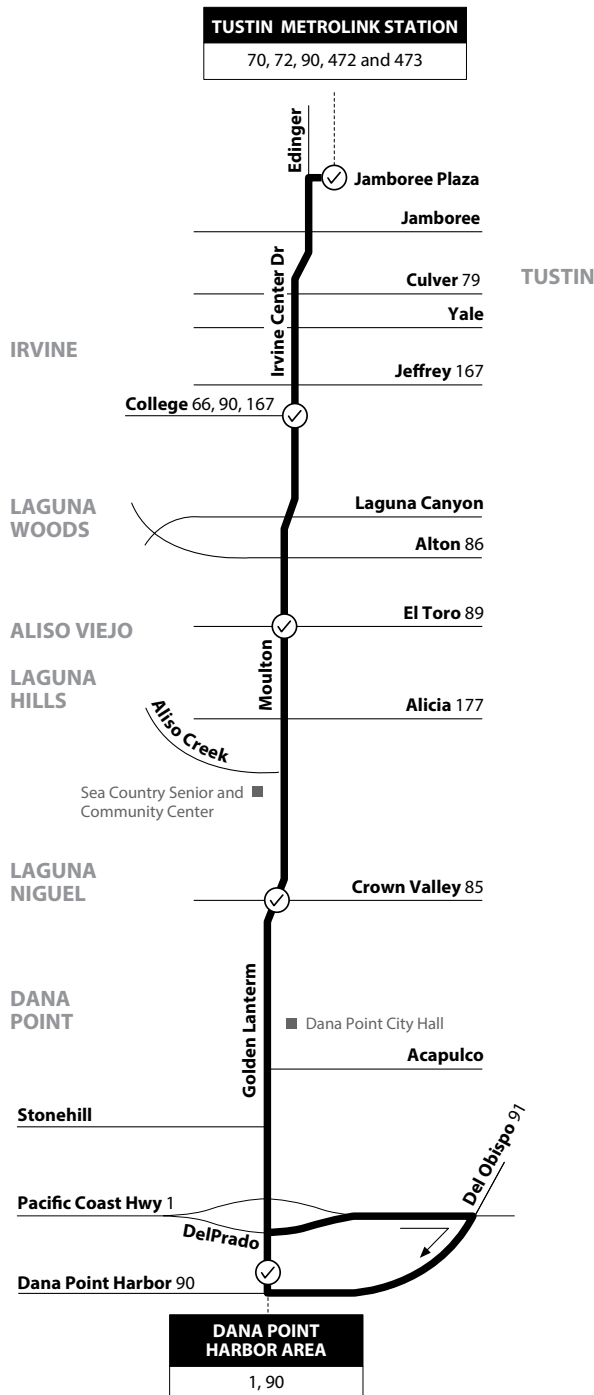 TUSTIN METROLINK STATION
70, 72, 90, 472 and 473
Edinger
Jamboree Plaza
Jamboree
Irvine Center Dr
Culver 79
TUSTIN
Yale
IRVINE
Jeffrey 167
College 66, 90, 167
LAGUNA
WOODS
Laguna Canyon
Alton 86
El Toro 89
ALISO VIEJO
Moulton
LAGUNA
HILLS
Alicia 177
Aliso Creek
Sea Country Senior and
Community Center
LAGUNA
NIGUEL
Crown Valley 85
Golden Lanterm
DANA
POINT
Dana Point City Hall
Acapulco
Stonehill
Del Obispo 91
Pacific Coast Hwy 1
DelPrado
Dana Point Harbor 90
DANA POINT
HARBOR AREA
1, 90